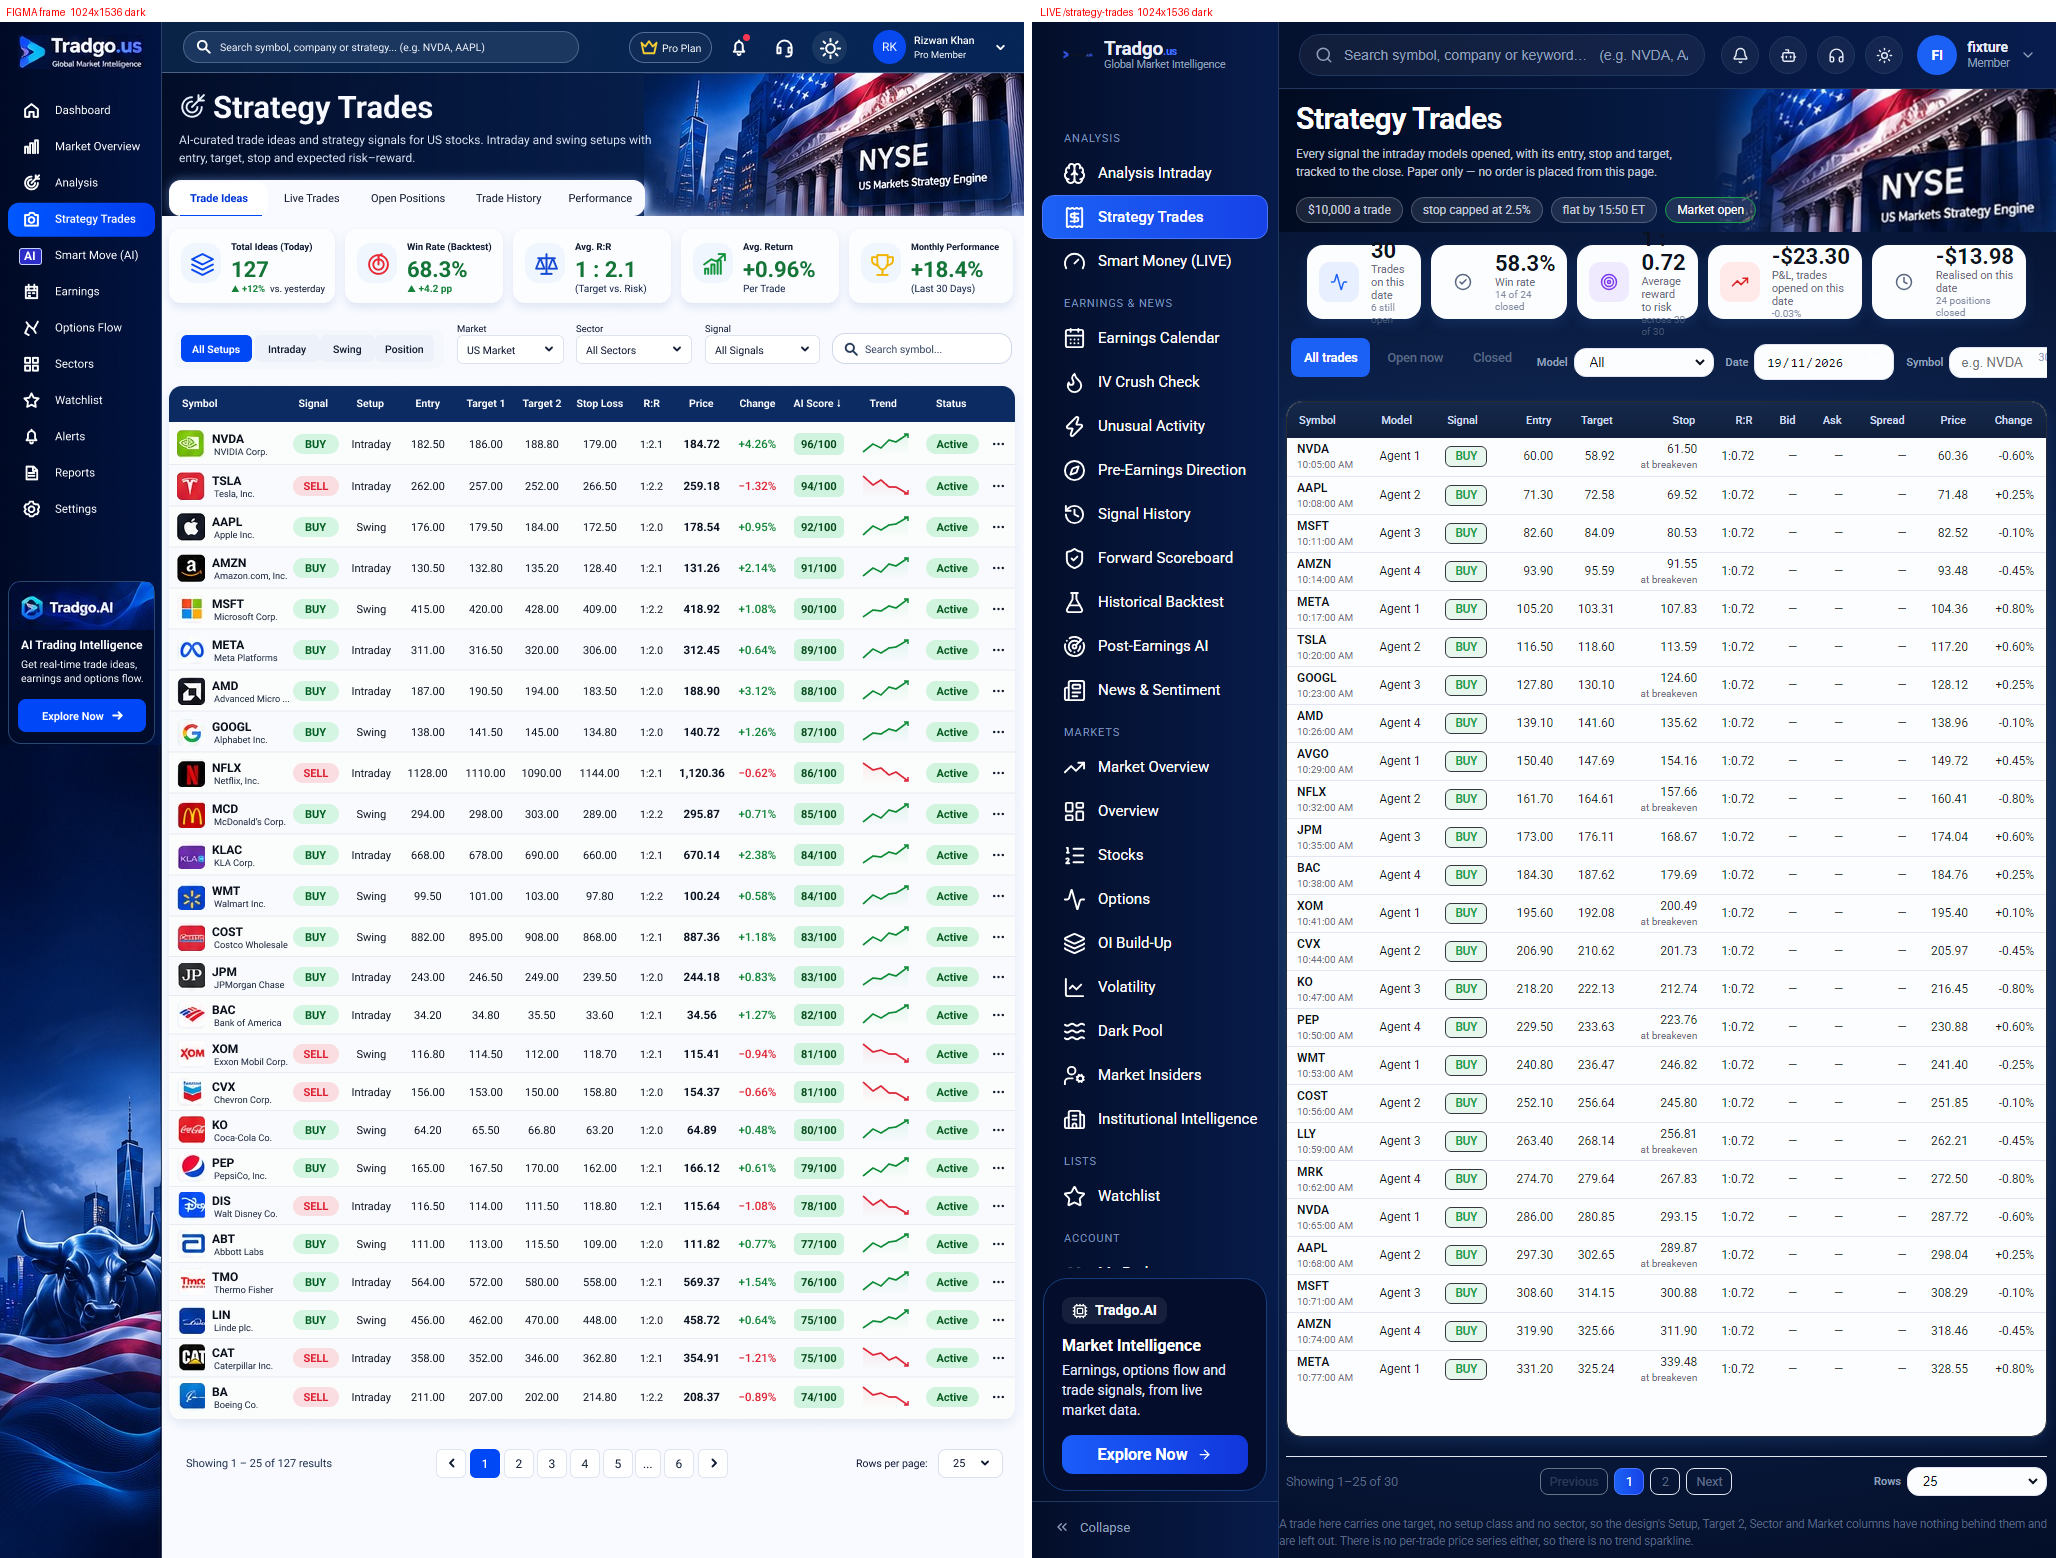 FIGMA frame 1024x1536 dark
Tradgo.us
Global Market Intelligence
Search symbol, company or strategy... (e.g. NVDA, AAPL)
Pro Plan
RK
Rizwan Khan
Pro Member
Dashboard
Market Overview
Analysis
Strategy Trades
AI Smart Move (AI)
Earnings
Options Flow
Sectors
Watchlist
Alerts
Reports
Settings
Tradgo.AI
AI Trading Intelligence
Get real-time trade ideas,
earnings and options flow.
Explore Now
Strategy Trades
AI-curated trade ideas and strategy signals for US stocks. Intraday and swing setups with
entry, target, stop and expected risk–reward.
NYSE
US Markets Strategy Engine
Trade Ideas Live Trades Open Positions Trade History Performance
Total Ideas (Today)
127
▲ +12% vs. yesterday
Win Rate (Backtest)
68.3%
▲ +4.2 pp
Avg. R:R
1 : 2.1
(Target vs. Risk)
Avg. Return
+0.96%
Per Trade
Monthly Performance
+18.4%
(Last 30 Days)
All Setups Intraday Swing Position
Market
US Market
Sector
All Sectors
Signal
All Signals
Search symbol...
Symbol Signal Setup Entry Target 1 Target 2 Stop Loss R:R Price Change AI Score ↓ Trend Status
NVDA BUY Intraday 182.50 186.00 188.80 179.00 1:2.1 184.72 +4.26% 96/100 Active ...
NVIDIA Corp.
TSLA SELL Intraday 262.00 257.00 252.00 266.50 1:2.2 259.18 −1.32% 94/100 Active ...
Tesla, Inc.
AAPL BUY Swing 176.00 179.50 184.00 172.50 1:2.0 178.54 +0.95% 92/100 Active ...
Apple Inc.
AMZN BUY Intraday 130.50 132.80 135.20 128.40 1:2.1 131.26 +2.14% 91/100 Active ...
Amazon.com, Inc.
MSFT BUY Swing 415.00 420.00 428.00 409.00 1:2.2 418.92 +1.08% 90/100 Active ...
Microsoft Corp.
META BUY Intraday 311.00 316.50 320.00 306.00 1:2.0 312.45 +0.64% 89/100 Active ...
Meta Platforms
AMD BUY Intraday 187.00 190.50 194.00 183.50 1:2.0 188.90 +3.12% 88/100 Active ...
Advanced Micro ...
GOOGL BUY Swing 138.00 141.50 145.00 134.80 1:2.0 140.72 +1.26% 87/100 Active ...
Alphabet Inc.
NFLX SELL Intraday 1128.00 1110.00 1090.00 1144.00 1:2.1 1,120.36 −0.62% 86/100 Active ...
Netflix, Inc.
MCD BUY Swing 294.00 298.00 303.00 289.00 1:2.2 295.87 +0.71% 85/100 Active ...
McDonald's Corp.
KLAC BUY Intraday 668.00 678.00 690.00 660.00 1:2.1 670.14 +2.38% 84/100 Active ...
KLA Corp.
WMT BUY Swing 99.50 101.00 103.00 97.80 1:2.2 100.24 +0.58% 84/100 Active ...
Walmart Inc.
COST BUY Swing 882.00 895.00 908.00 868.00 1:2.1 887.36 +1.18% 83/100 Active ...
Costco Wholesale
JP JPM BUY Intraday 243.00 246.50 249.00 239.50 1:2.0 244.18 +0.83% 83/100 Active ...
JPMorgan Chase
BAC BUY Intraday 34.20 34.80 35.50 33.60 1:2.1 34.56 +1.27% 82/100 Active ...
Bank of America
XOM XOM SELL Swing 116.80 114.50 112.00 118.70 1:2.1 115.41 −0.94% 81/100 Active ...
Exxon Mobil Corp.
CVX SELL Intraday 156.00 153.00 150.00 158.80 1:2.0 154.37 −0.66% 81/100 Active ...
Chevron Corp.
KO BUY Swing 64.20 65.50 66.80 63.20 1:2.0 64.89 +0.48% 80/100 Active ...
Coca-Cola Co.
PEP BUY Swing 165.00 167.50 170.00 162.00 1:2.1 166.12 +0.61% 79/100 Active ...
PepsiCo, Inc.
DIS SELL Intraday 116.50 114.00 111.50 118.80 1:2.1 115.64 −1.08% 78/100 Active ...
Walt Disney Co.
ABT BUY Swing 111.00 113.00 115.50 109.00 1:2.0 111.82 +0.77% 77/100 Active ...
Abbott Labs
TMO BUY Intraday 564.00 572.00 580.00 558.00 1:2.1 569.37 +1.54% 76/100 Active ...
Thermo Fisher
LIN BUY Swing 456.00 462.00 470.00 448.00 1:2.0 458.72 +0.64% 75/100 Active ...
Linde plc.
CAT CAT SELL Intraday 358.00 352.00 346.00 362.80 1:2.1 354.91 −1.21% 75/100 Active ...
Caterpillar Inc.
BA SELL Intraday 211.00 207.00 202.00 214.80 1:2.2 208.37 −0.89% 74/100 Active ...
Boeing Co.
Showing 1 – 25 of 127 results
1 2 3 4 5 ... 6
Rows per page: 25
LIVE /strategy-trades 1024x1536 dark
Tradgo.us
Global Market Intelligence
Search symbol, company or keyword... (e.g. NVDA, A
FI
fixture
Member
ANALYSIS
Analysis Intraday
Strategy Trades
Smart Money (LIVE)
EARNINGS & NEWS
Earnings Calendar
IV Crush Check
Unusual Activity
Pre-Earnings Direction
Signal History
Forward Scoreboard
Historical Backtest
Post-Earnings AI
News & Sentiment
MARKETS
Market Overview
Overview
Stocks
Options
OI Build-Up
Volatility
Dark Pool
Market Insiders
Institutional Intelligence
LISTS
Watchlist
ACCOUNT
Tradgo.AI
Market Intelligence
Earnings, options flow and
trade signals, from live
market data.
Explore Now
Collapse
Strategy Trades
Every signal the intraday models opened, with its entry, stop and target,
tracked to the close. Paper only — no order is placed from this page.
$10,000 a trade stop capped at 2.5% flat by 15:50 ET Market open
NYSE
US Markets Strategy Engine
30
Trades
on this
date
6 still
open
58.3%
Win rate
14 of 24
closed
0.72
Average
reward
to risk
across 30
of 30
-$23.30
P&L, trades
opened on this
date
-0.03%
-$13.98
Realised on this
date
24 positions
closed
All trades Open now Closed Model All Date 19/11/2026 Symbol e.g. NVDA 30
Symbol Model Signal Entry Target Stop R:R Bid Ask Spread Price Change
NVDA Agent 1 BUY 60.00 58.92 61.50 1:0.72 — — — 60.36 -0.60%
10:05:00 AM at breakeven
AAPL Agent 2 BUY 71.30 72.58 69.52 1:0.72 — — — 71.48 +0.25%
10:08:00 AM
MSFT Agent 3 BUY 82.60 84.09 80.53 1:0.72 — — — 82.52 -0.10%
10:11:00 AM
AMZN Agent 4 BUY 93.90 95.59 91.55 1:0.72 — — — 93.48 -0.45%
10:14:00 AM at breakeven
META Agent 1 BUY 105.20 103.31 107.83 1:0.72 — — — 104.36 +0.80%
10:17:00 AM
TSLA Agent 2 BUY 116.50 118.60 113.59 1:0.72 — — — 117.20 +0.60%
10:20:00 AM
GOOGL Agent 3 BUY 127.80 130.10 124.60 1:0.72 — — — 128.12 +0.25%
10:23:00 AM at breakeven
AMD Agent 4 BUY 139.10 141.60 135.62 1:0.72 — — — 138.96 -0.10%
10:26:00 AM
AVGO Agent 1 BUY 150.40 147.69 154.16 1:0.72 — — — 149.72 +0.45%
10:29:00 AM
NFLX Agent 2 BUY 161.70 164.61 157.66 1:0.72 — — — 160.41 -0.80%
10:32:00 AM at breakeven
JPM Agent 3 BUY 173.00 176.11 168.67 1:0.72 — — — 174.04 +0.60%
10:35:00 AM
BAC Agent 4 BUY 184.30 187.62 179.69 1:0.72 — — — 184.76 +0.25%
10:38:00 AM
XOM Agent 1 BUY 195.60 192.08 200.49 1:0.72 — — — 195.40 +0.10%
10:41:00 AM at breakeven
CVX Agent 2 BUY 206.90 210.62 201.73 1:0.72 — — — 205.97 -0.45%
10:44:00 AM
KO Agent 3 BUY 218.20 222.13 212.74 1:0.72 — — — 216.45 -0.80%
10:47:00 AM
PEP Agent 4 BUY 229.50 233.63 223.76 1:0.72 — — — 230.88 +0.60%
10:50:00 AM at breakeven
WMT Agent 1 BUY 240.80 236.47 246.82 1:0.72 — — — 241.40 -0.25%
10:53:00 AM
COST Agent 2 BUY 252.10 256.64 245.80 1:0.72 — — — 251.85 -0.10%
10:56:00 AM
LLY Agent 3 BUY 263.40 268.14 256.81 1:0.72 — — — 262.21 -0.45%
10:59:00 AM at breakeven
MRK Agent 4 BUY 274.70 279.64 267.83 1:0.72 — — — 272.50 -0.80%
10:62:00 AM
NVDA Agent 1 BUY 286.00 280.85 293.15 1:0.72 — — — 287.72 -0.60%
10:65:00 AM
AAPL Agent 2 BUY 297.30 302.65 289.87 1:0.72 — — — 298.04 +0.25%
10:68:00 AM at breakeven
MSFT Agent 3 BUY 308.60 314.15 300.88 1:0.72 — — — 308.29 -0.10%
10:71:00 AM
AMZN Agent 4 BUY 319.90 325.66 311.90 1:0.72 — — — 318.46 -0.45%
10:74:00 AM
META Agent 1 BUY 331.20 325.24 339.48 1:0.72 — — — 328.55 +0.80%
10:77:00 AM at breakeven
Showing 1–25 of 30
Previous 1 2 Next
Rows 25
A trade here carries one target, no setup class and no sector, so the design's Setup, Target 2, Sector and Market columns have nothing behind them and
are left out. There is no per-trade price series either, so there is no trend sparkline.